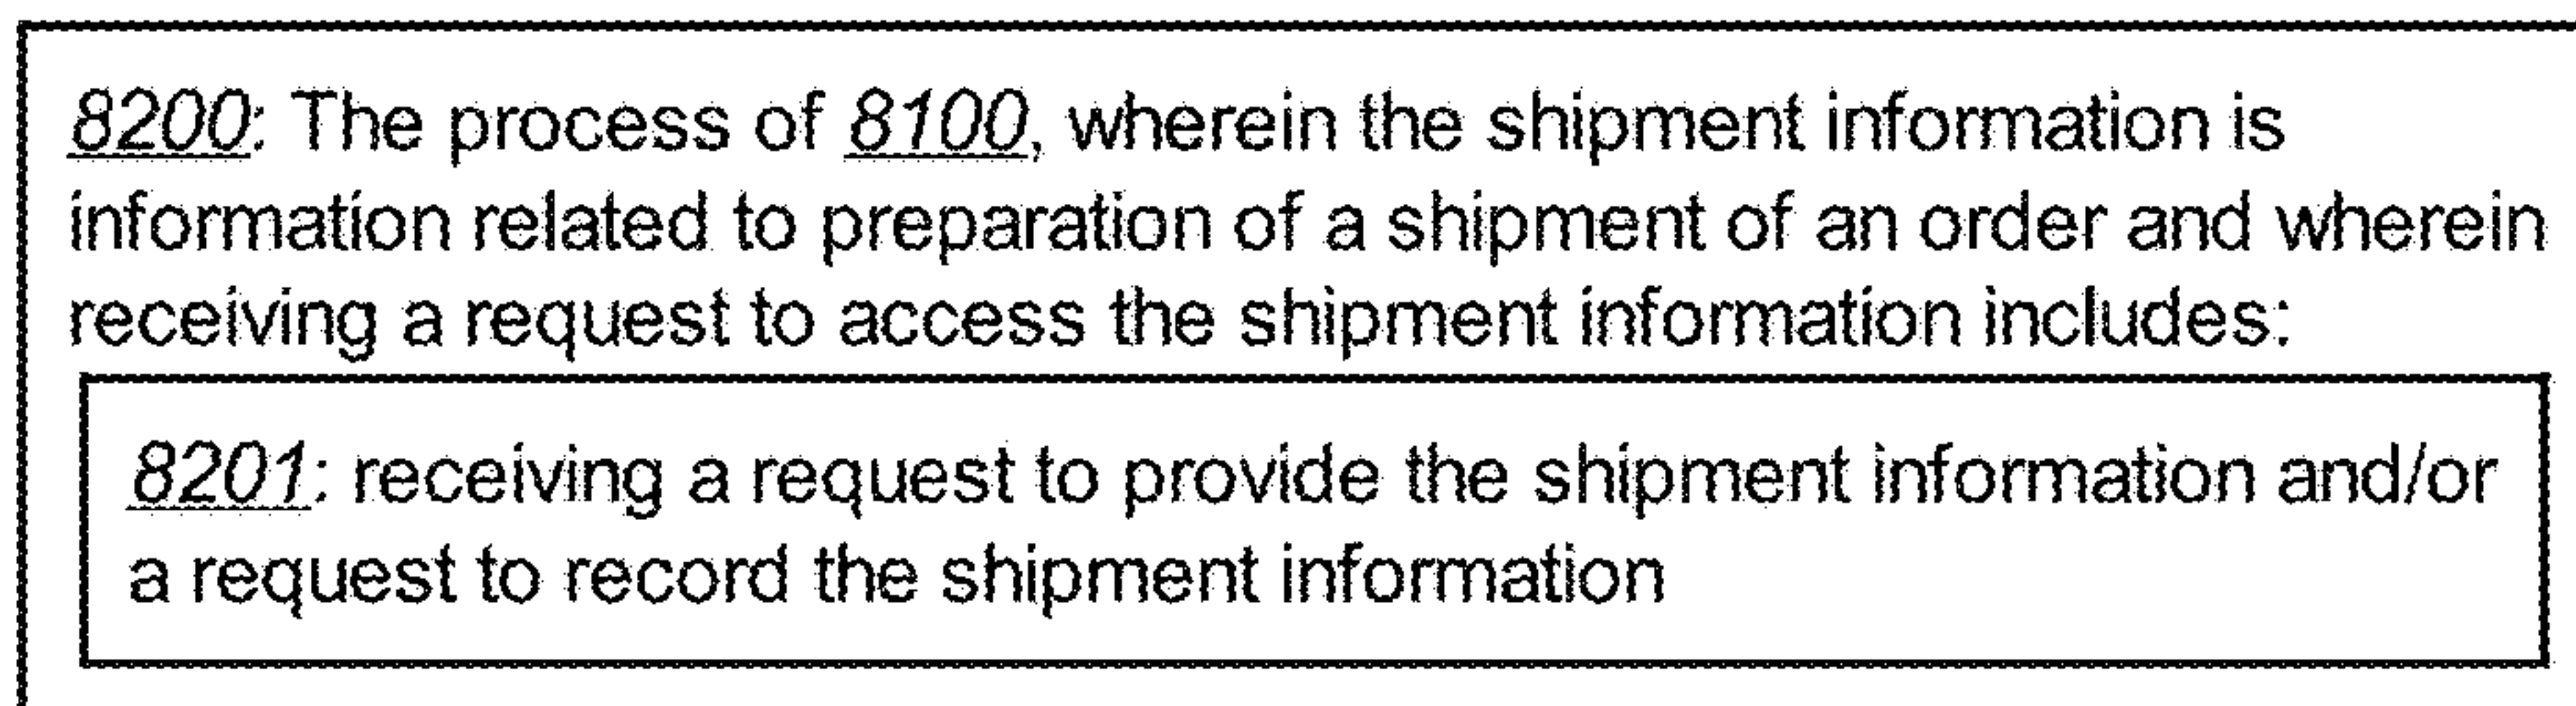 8200: The process of 8100, wherein the shipment information is
information related to preparation of a shipment of an order and wherein
receiving a request to access the shipment information includes:
8201: receiving a request to provide the shipment information and/or
a request to record the shipment information